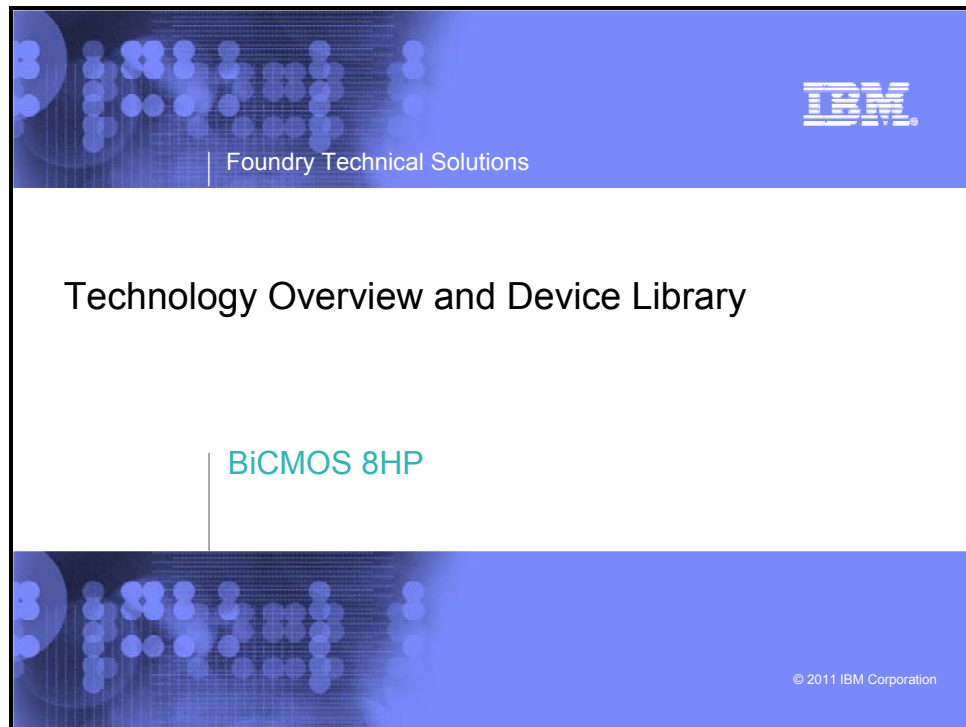 IBM®
Foundry Technical Solutions
Technology Overview and Device Library
BiCMOS 8HP
© 2011 IBM Corporation